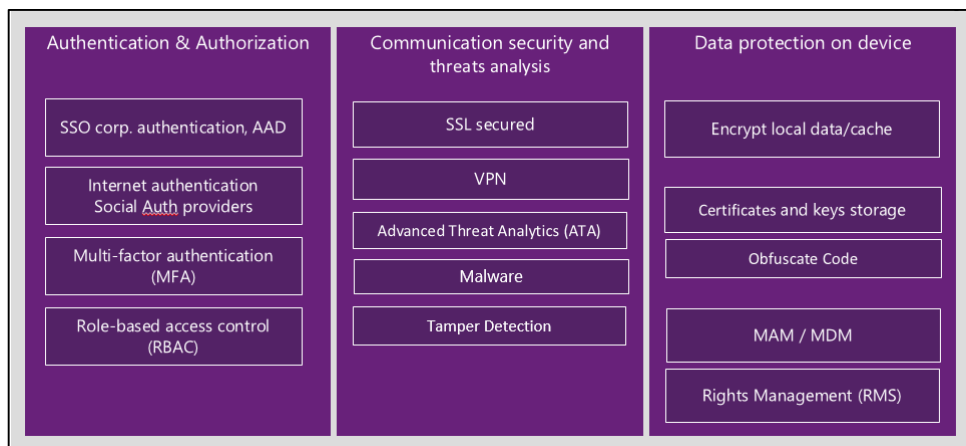 Authentication & Authorization
SSO corp. authentication, AAD
Internet authentication
Social Auth providers
Multi-factor authentication
(MFA)
Role-based access control
(RBAC)
Communication security and
threats analysis
SSL secured
VPN
Advanced Threat Analytics (ATA)
Malware
Tamper Detection
Data protection on device
Encrypt local data/cache
Certificates and keys storage
Obfuscate Code
MAM / MDM
Rights Management (RMS)